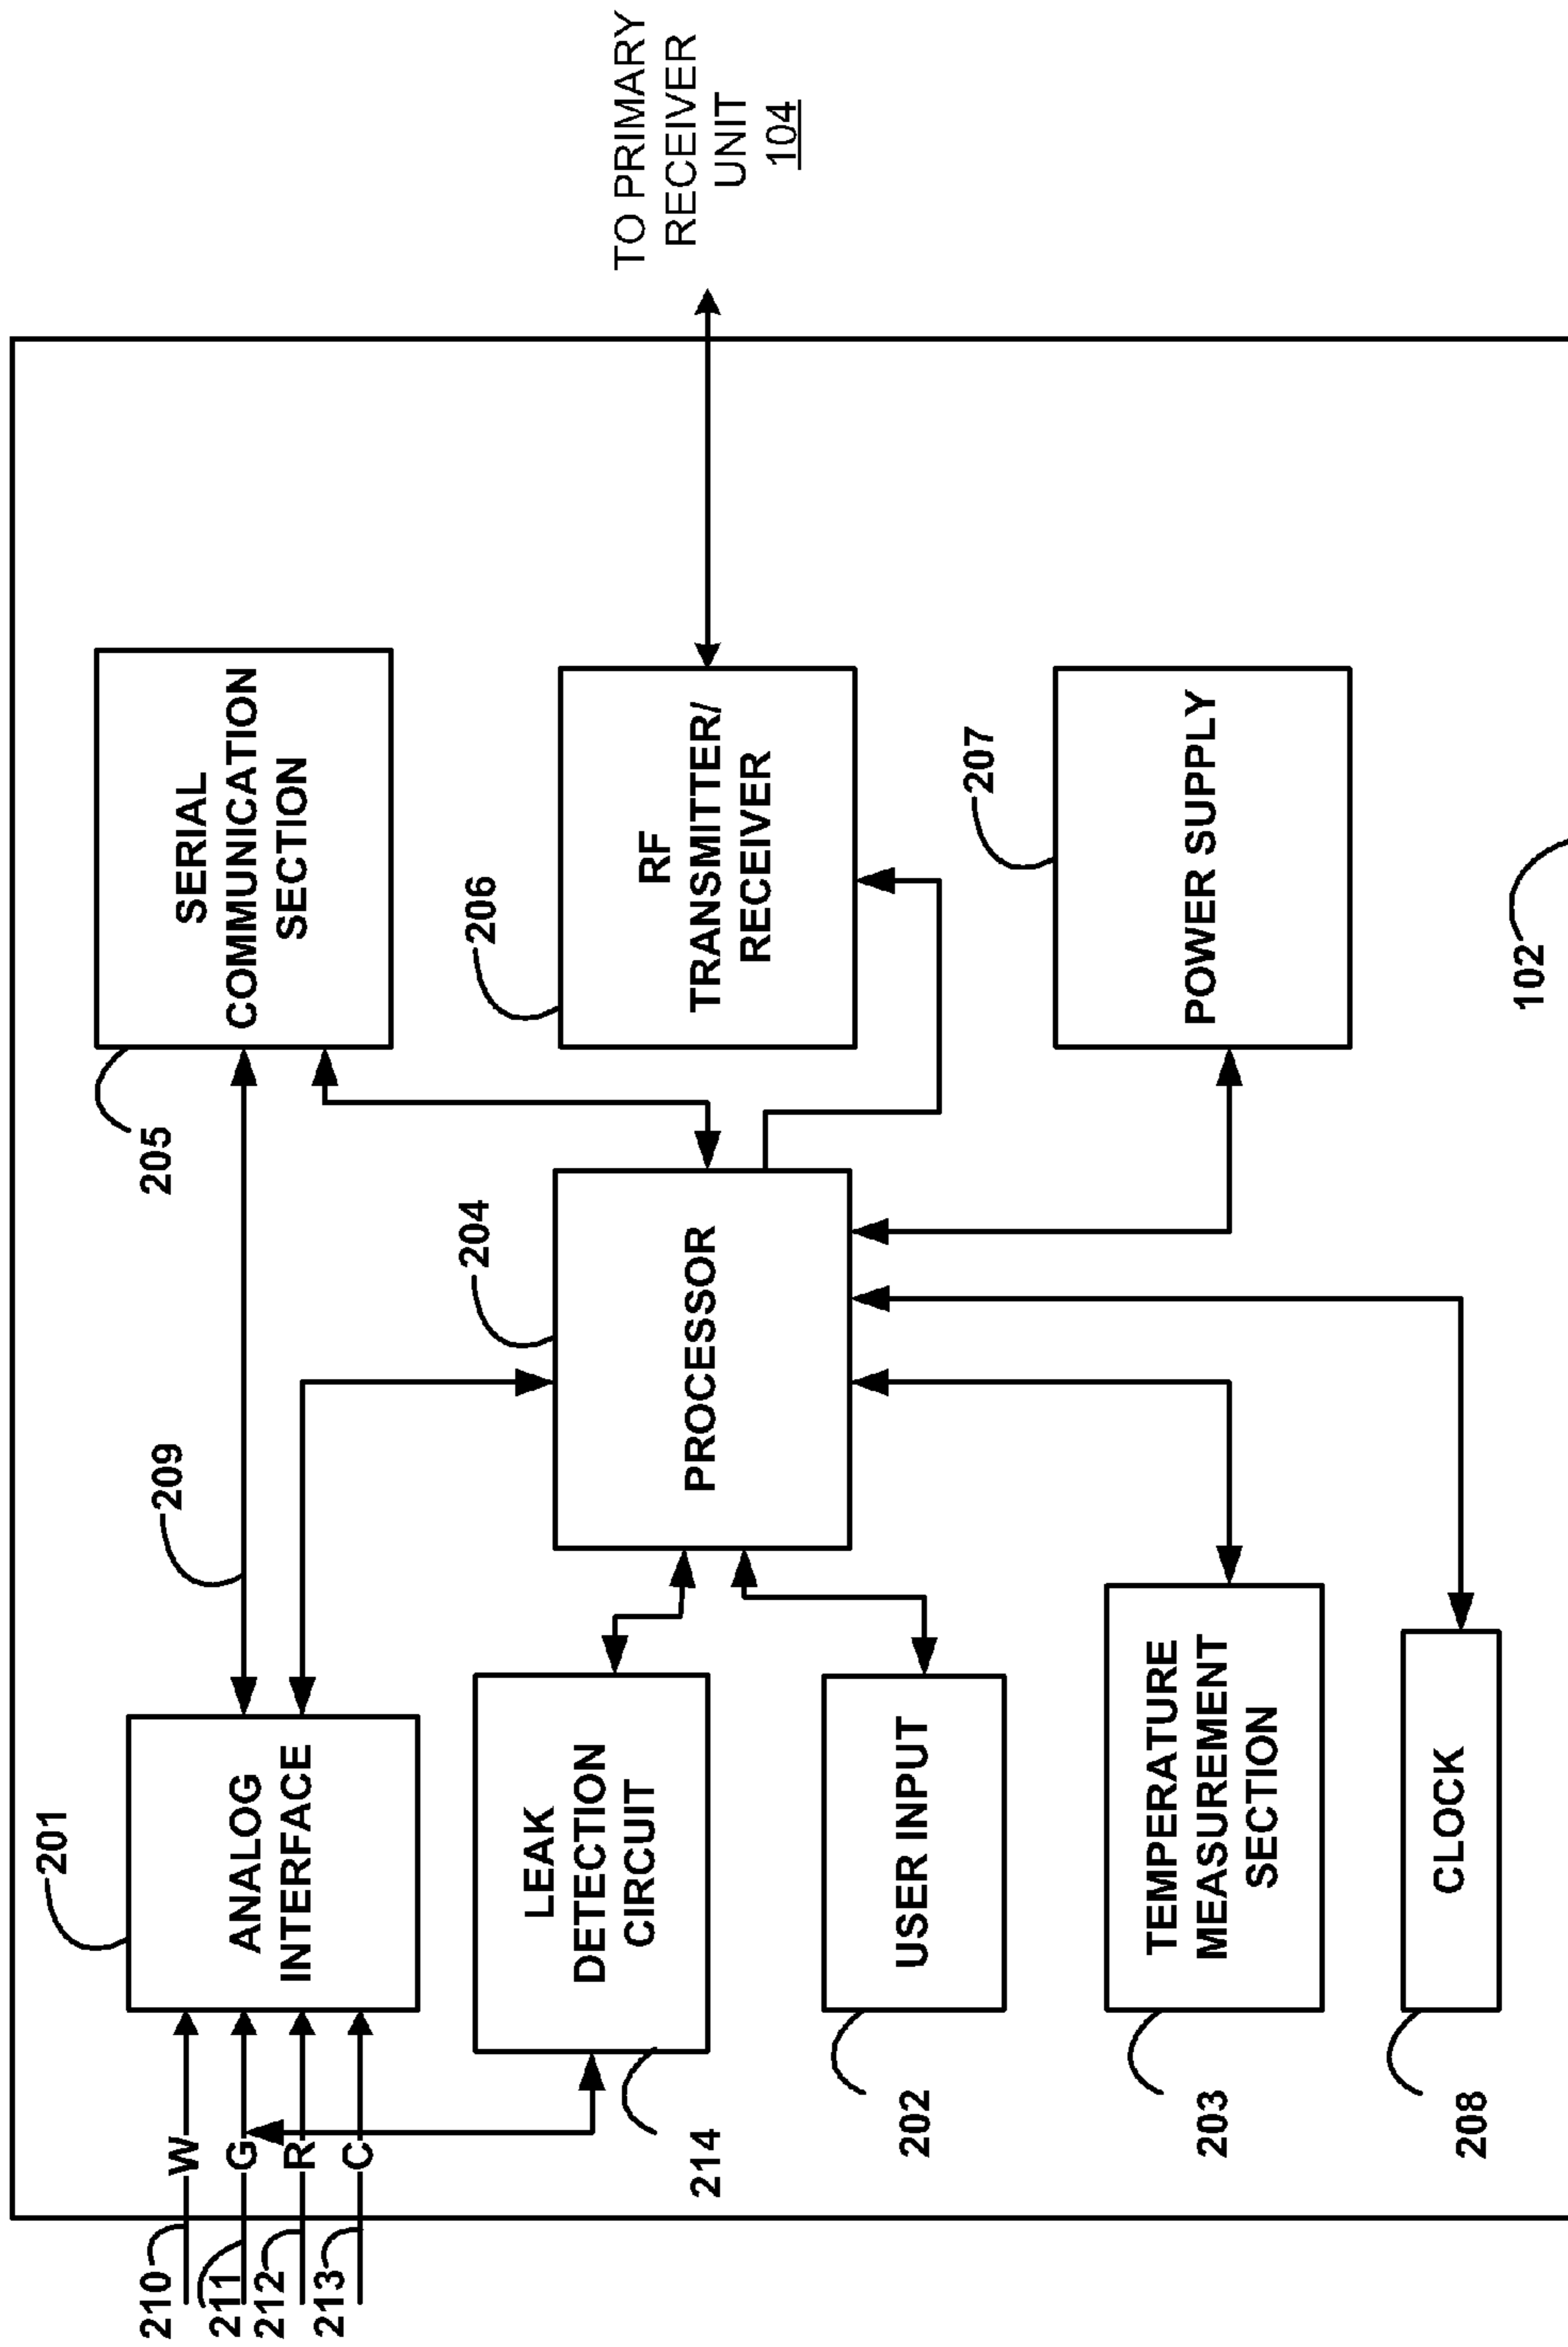 210
W
211
G
212
R
213
C
201
ANALOG
INTERFACE
209
205
SERIAL
COMMUNICATION
SECTION
214
LEAK
DETECTION
CIRCUIT
204
PROCESSOR
206
RF
TRANSMITTER/
RECEIVER
TO PRIMARY
RECEIVER
UNIT
104
202
USER INPUT
207
POWER SUPPLY
203
TEMPERATURE
MEASUREMENT
SECTION
208
CLOCK
102